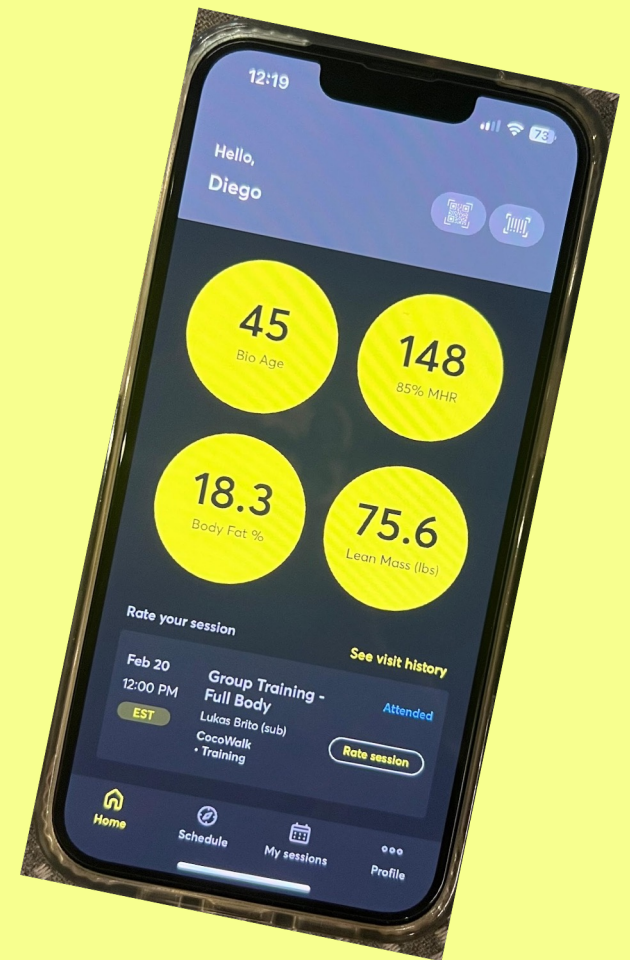 12:19
73
Hello,
Diego
45
Bio Age
148
85% MHR
18.3
Body Fat %
75.6
Lean Mass (lbs)
Rate your session
See visit history
Feb 20
12:00 PM
EST
Group Training -
Full Body
Lukas Brito (sub)
CocoWalk
• Training
Attended
Rate session
Home
Schedule
My sessions
Profile